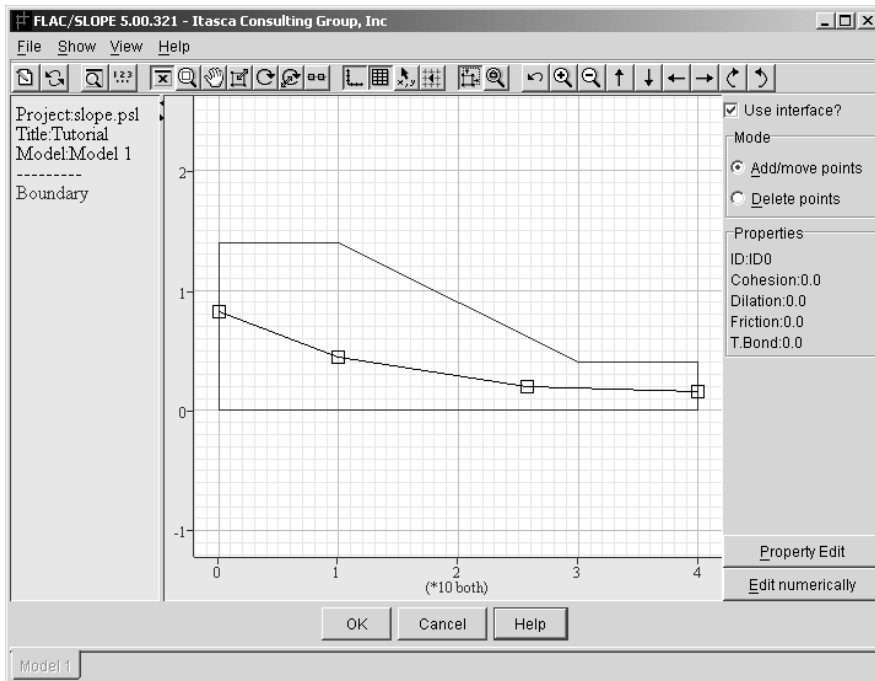 FLAC/SLOPE 5.00.321 - Itasca Consulting Group, Inc
File Show View Help
1.2.3
x,y
Project:slope.psl
Title:Tutorial
Model:Model 1
---------
Boundary
2
1
0
-1
0
1
2
3
4
(*10 both)
Use interface?
Mode
Add/move points
Delete points
Properties
ID:ID0
Cohesion:0.0
Dilation:0.0
Friction:0.0
T.Bond:0.0
Property Edit
Edit numerically
OK
Cancel
Help
Model 1